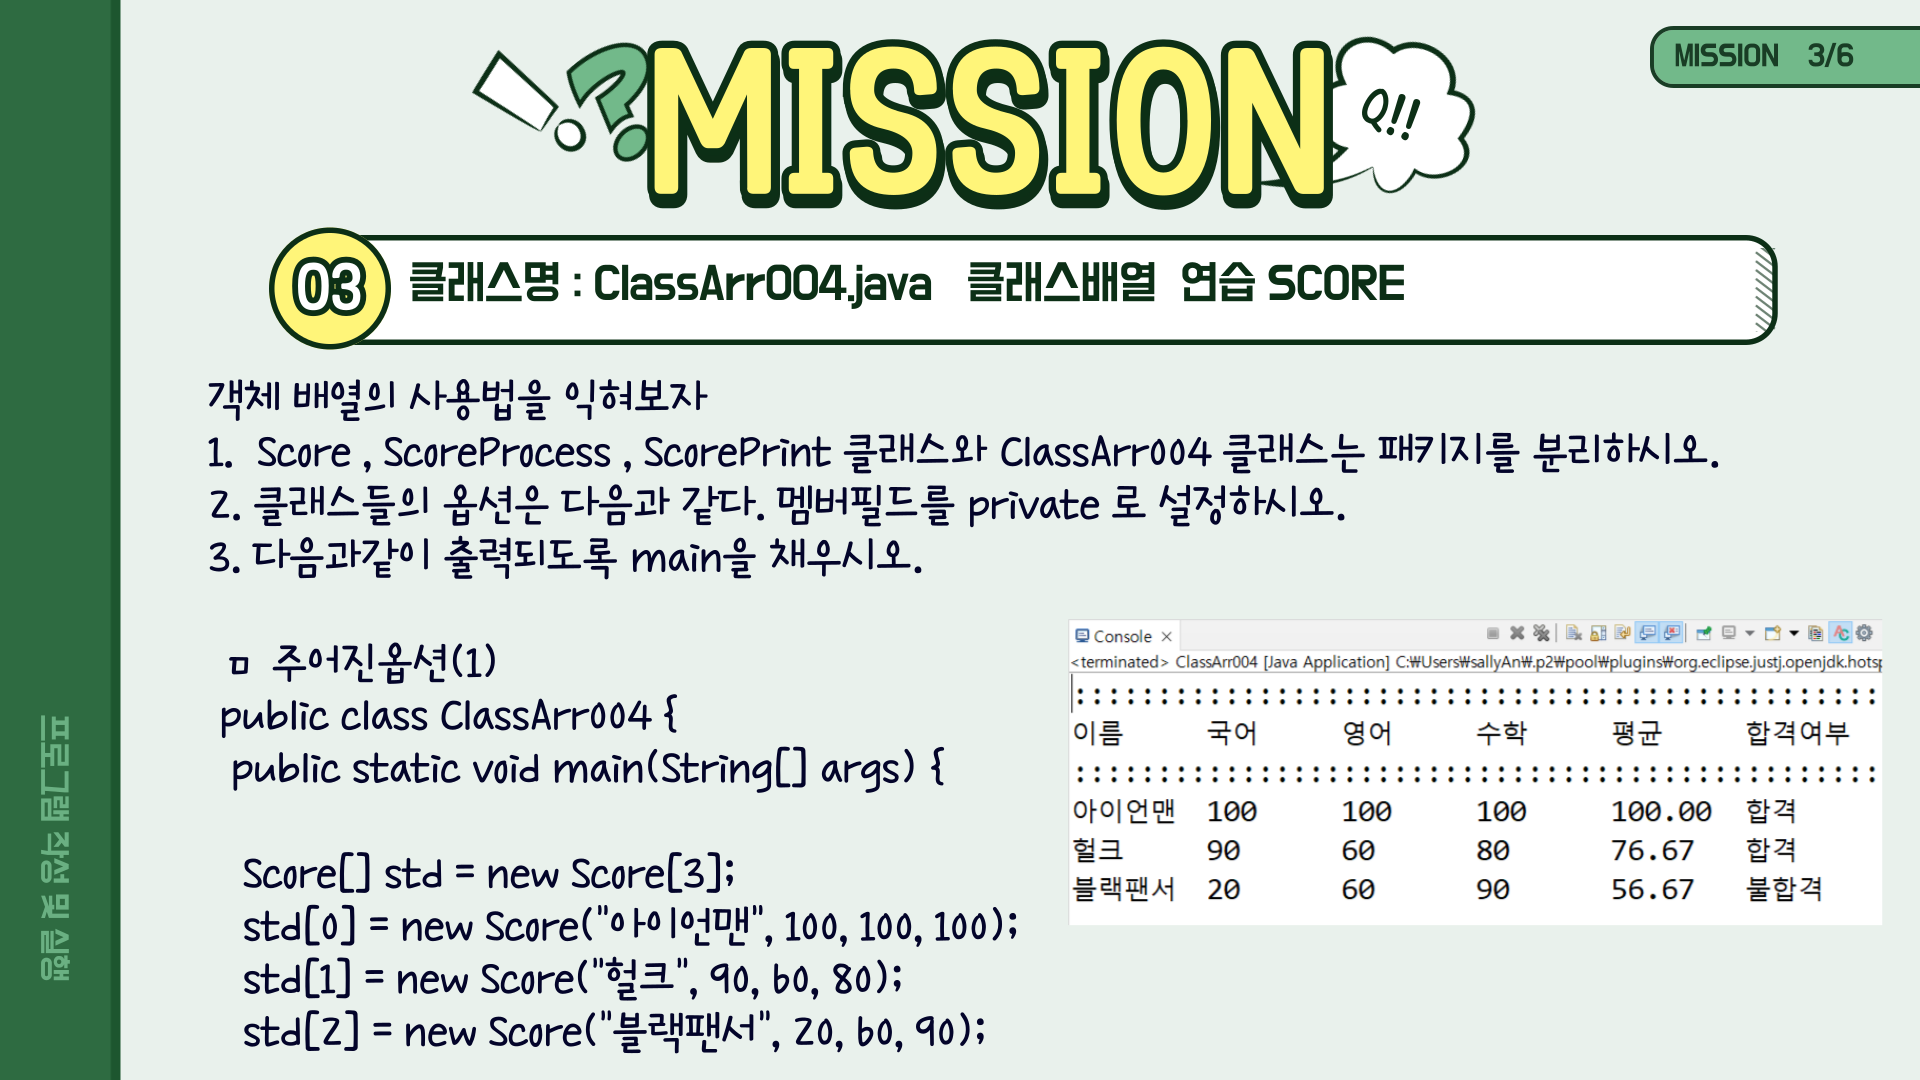 MISSION 3/6
MISSION
Q!!
03
클래스명 : ClassArr004.java 클래스배열 연습 SCORE
객체 배열의 사용법을 익혀보자
1. Score , ScoreProcess , ScorePrint 클래스와 ClassArr004 클래스는 패키지를 분리하시오.
2. 클래스들의 옵션은 다음과 같다. 멤버필드를 private 로 설정하시오.
3. 다음과같이 출력되도록 main을 채우시오.
ㅁ 주어진옵션(1)
public class ClassArr004 {
public static void main(String[] args) {
Score[] std = new Score[3];
std[0] = new Score("아이언맨", 100, 100, 100);
std[1] = new Score("헐크", 90, 60, 80);
std[2] = new Score("블랙팬서", 20, 60, 90);
Console ×
<terminated> ClassArr004 [Java Application] C:₩Users₩sallyAn₩.p2₩pool₩plugins₩org.eclipse.justj.openjdk.hotsp
::::::::::::::::::::::::::::::::::::::::::::::::
이름 국어 영어 수학 평균 합격여부
::::::::::::::::::::::::::::::::::::::::::::::::
아이언맨 100 100 100 100.00 합격
헐크 90 60 80 76.67 합격
블랙팬서 20 60 90 56.67 불합격
프로그램 작성 및 실행